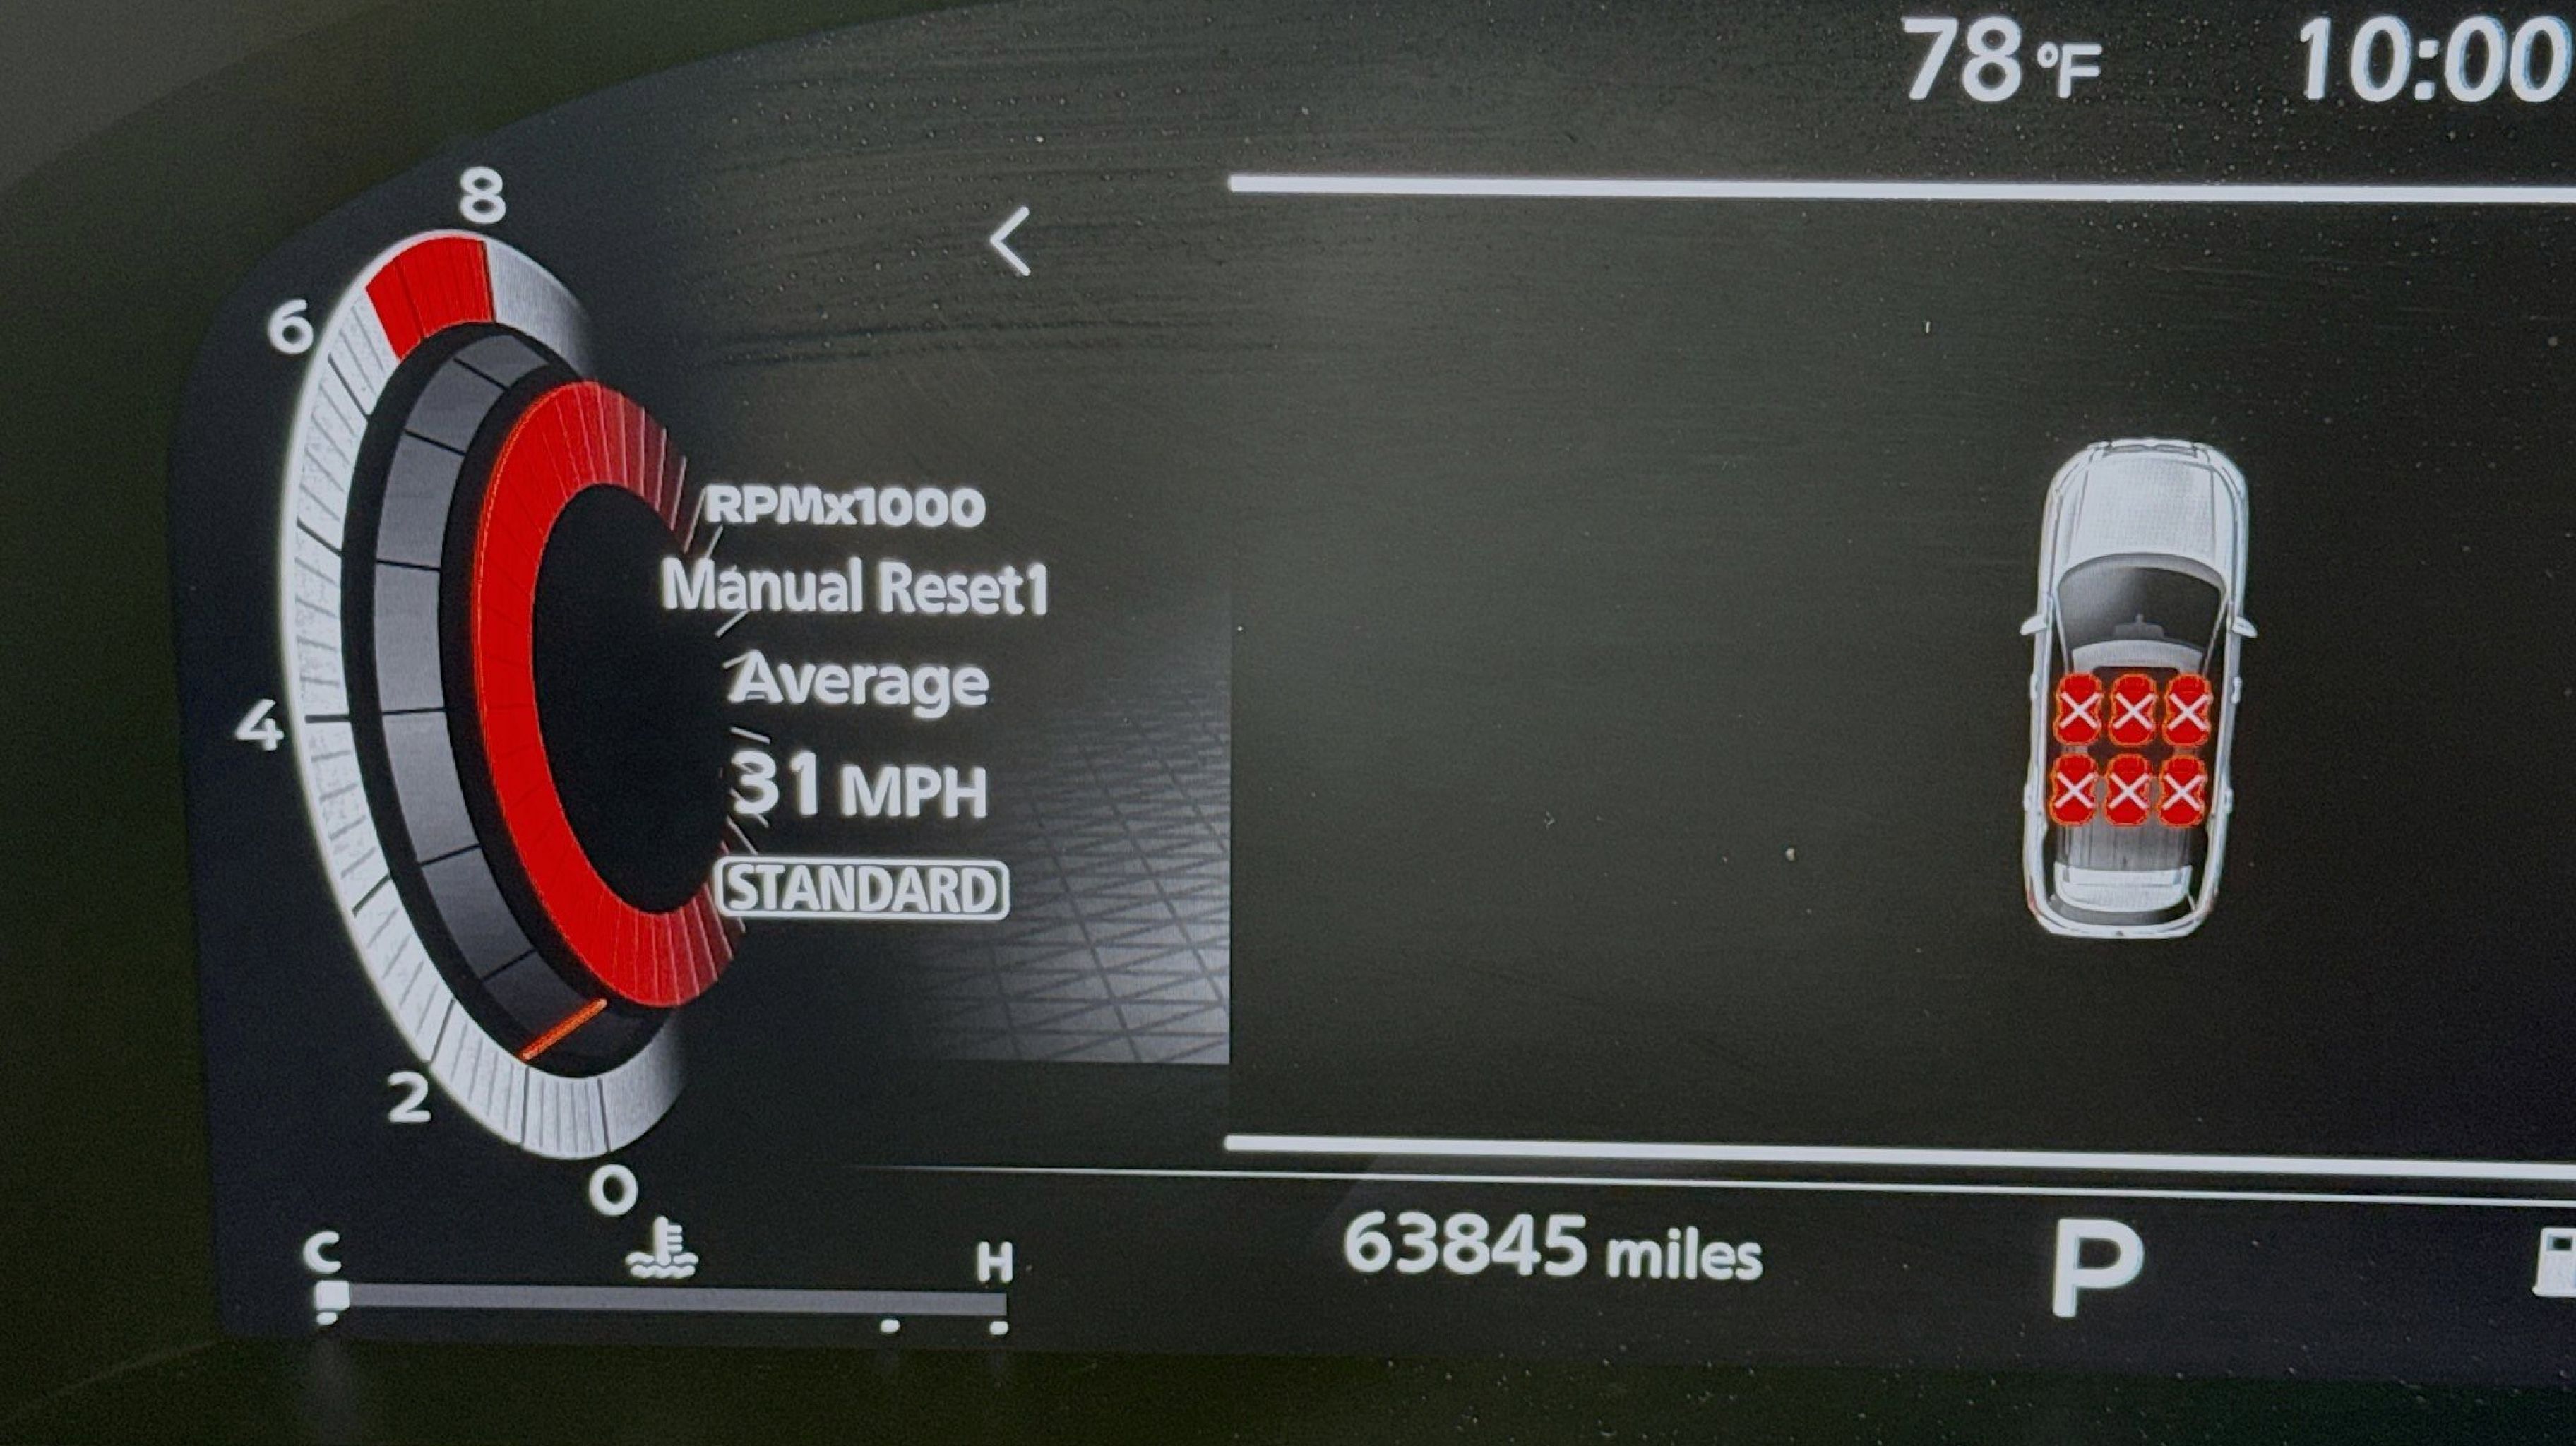 78 °F
10:00
8
6
4
2
0
RPMx1000
Manual Reset1
Average
31 MPH
STANDARD
C
H
63845 miles
P